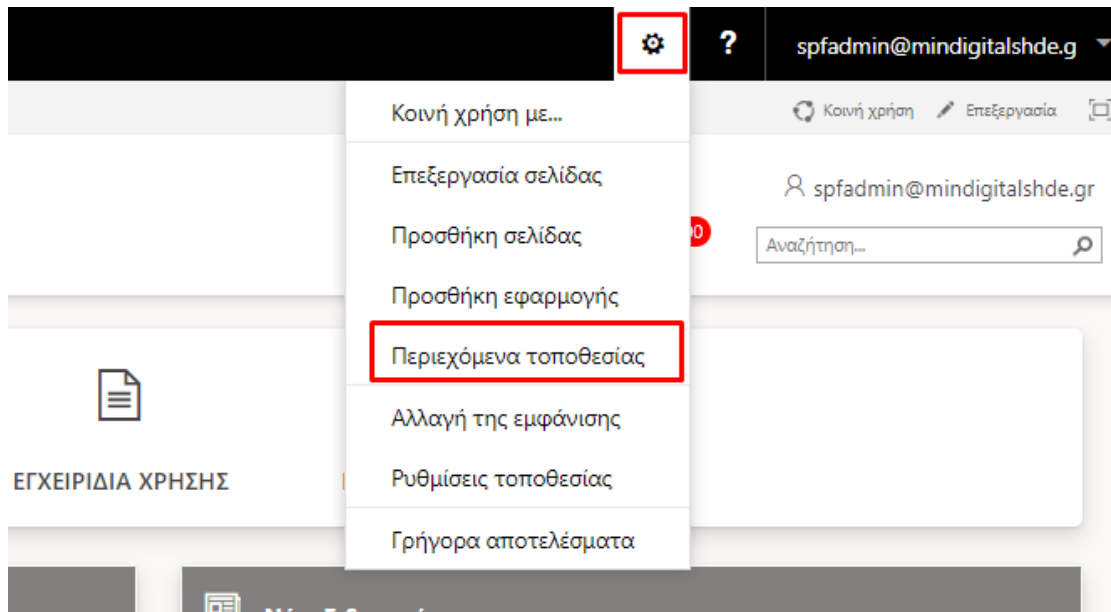 ? spfadmin@mindigitalshde.g
Κοινή χρήση Επεξεργασία
Κοινή χρήση με...
Επεξεργασία σελίδας
spfadmin@mindigitalshde.gr
Προσθήκη σελίδας
Αναζήτηση...
Προσθήκη εφαρμογής
Περιεχόμενα τοποθεσίας
Αλλαγή της εμφάνισης
ΕΓΧΕΙΡΙΔΙΑ ΧΡΗΣΗΣ
Ρυθμίσεις τοποθεσίας
Γρήγορα αποτελέσματα